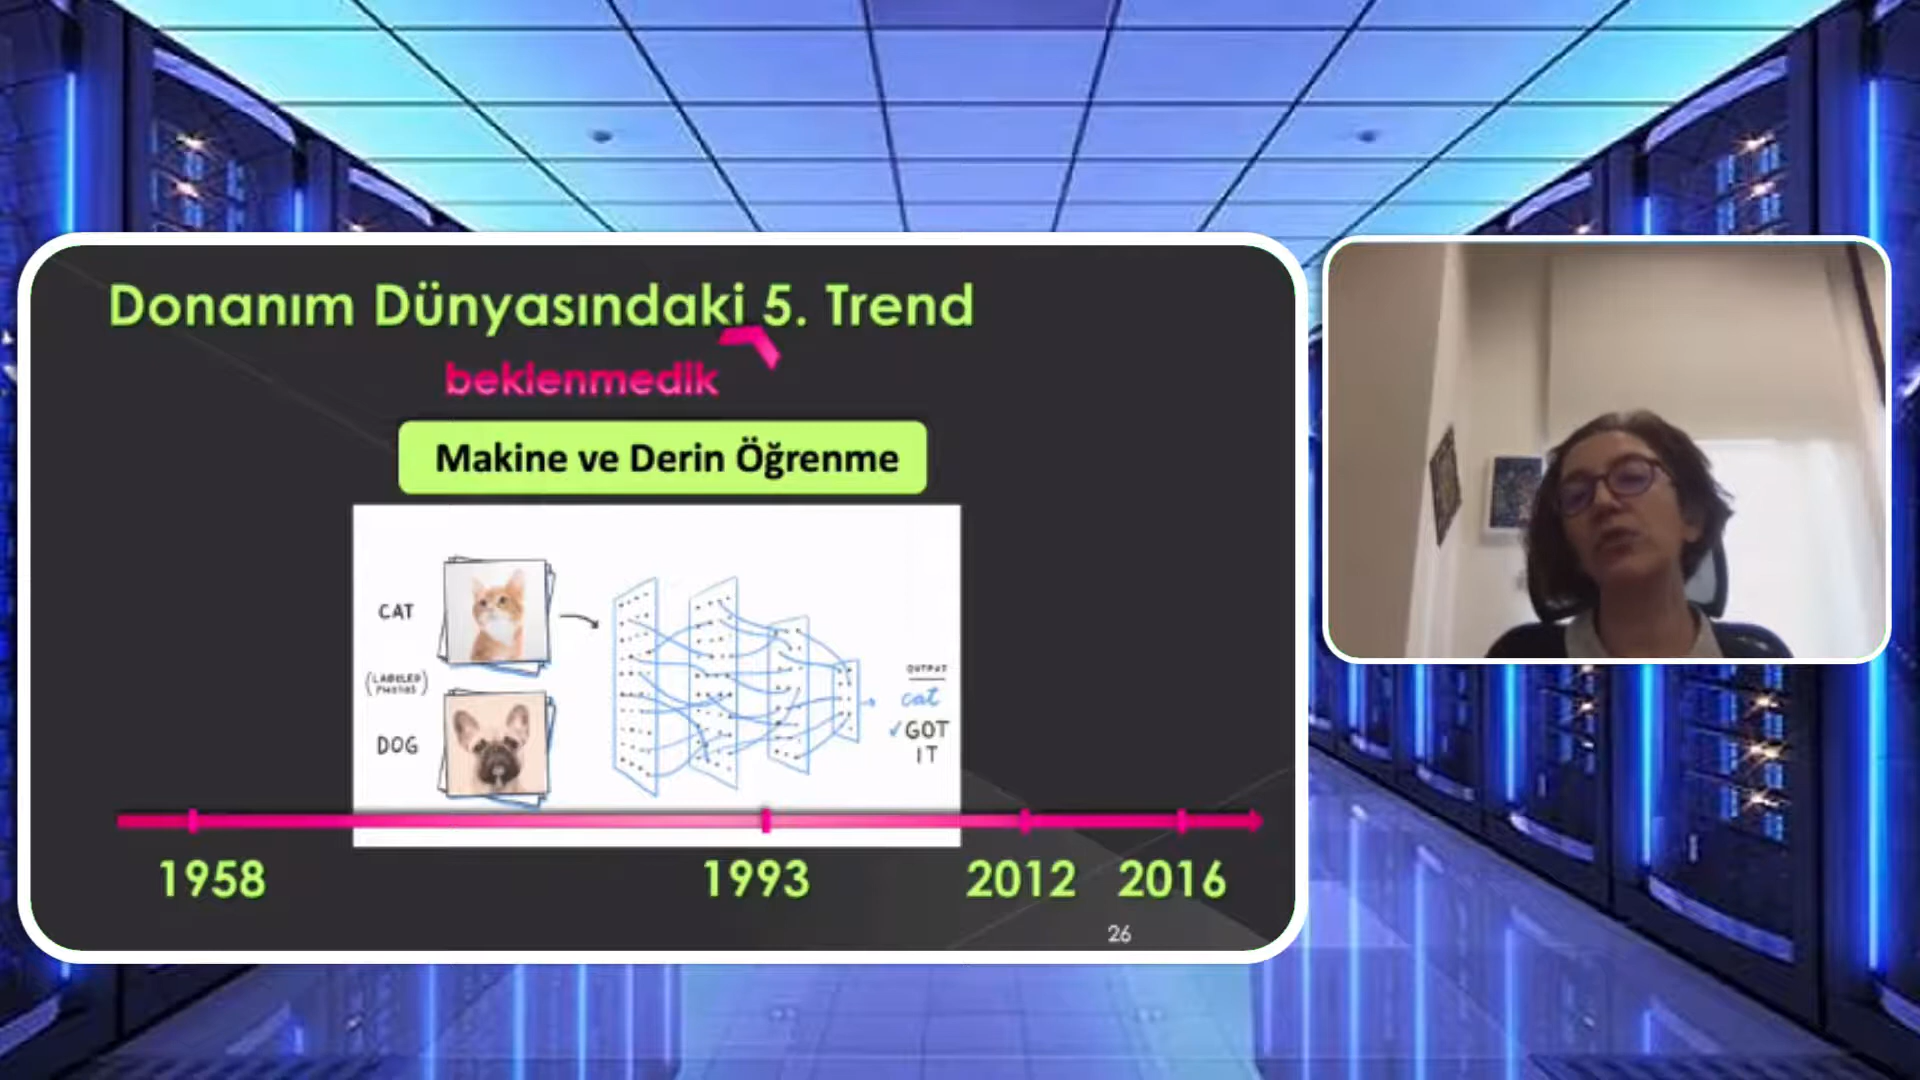 Donanım Dünyasındaki 5. Trend
beklenmedik
Makine ve Derin Öğrenme
CAT
(LABELED
PHOTOS)
DOG
OUTPUT
cat
✓GOT
IT
1958
1993
2012
2016
26